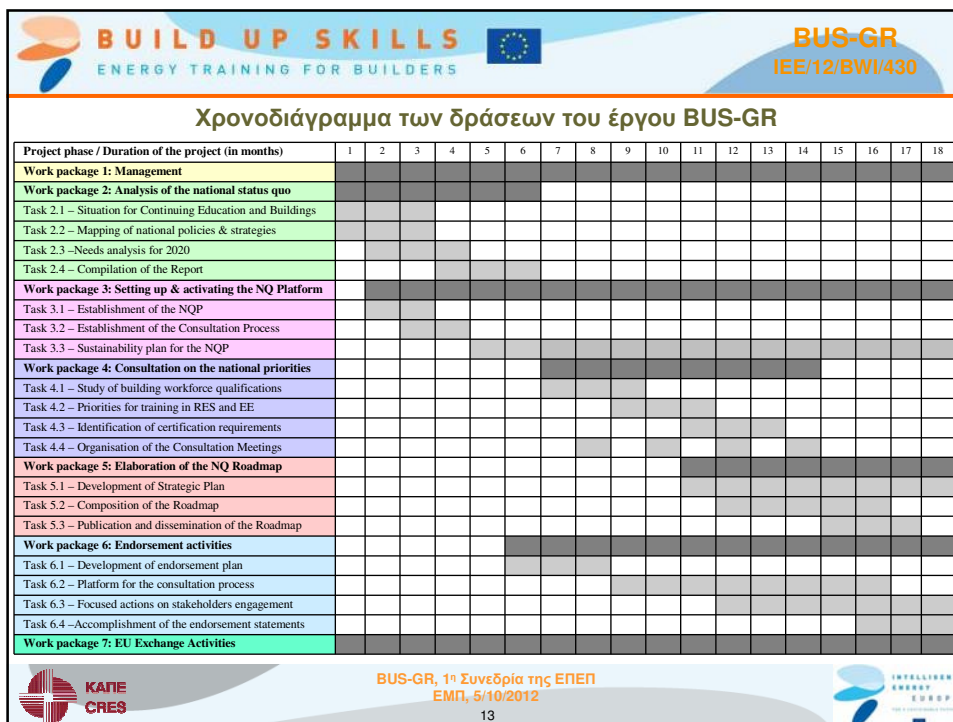 BUILD UP SKILLS
ENERGY TRAINING FOR BUILDERS
BUS-GR
IEE/12/BWI/430
Χρονοδιάγραμμα των δράσεων του έργου BUS-GR
Project phase / Duration of the project (in months) 1 2 3 4 5 6 7 8 9 10 11 12 13 14 15 16 17 18
Work package 1: Management
Work package 2: Analysis of the national status quo
Task 2.1 – Situation for Continuing Education and Buildings
Task 2.2 – Mapping of national policies & strategies
Task 2.3 –Needs analysis for 2020
Task 2.4 – Compilation of the Report
Work package 3: Setting up & activating the NQ Platform
Task 3.1 – Establishment of the NQP
Task 3.2 – Establishment of the Consultation Process
Task 3.3 – Sustainability plan for the NQP
Work package 4: Consultation on the national priorities
Task 4.1 – Study of building workforce qualifications
Task 4.2 – Priorities for training in RES and EE
Task 4.3 – Identification of certification requirements
Task 4.4 – Organisation of the Consultation Meetings
Work package 5: Elaboration of the NQ Roadmap
Task 5.1 – Development of Strategic Plan
Task 5.2 – Composition of the Roadmap
Task 5.3 – Publication and dissemination of the Roadmap
Work package 6: Endorsement activities
Task 6.1 – Development of endorsement plan
Task 6.2 – Platform for the consultation process
Task 6.3 – Focused actions on stakeholders engagement
Task 6.4 –Accomplishment of the endorsement statements
Work package 7: EU Exchange Activities
ΚΑΠΕ
CRES
BUS-GR, 1η Συνεδρία της ΕΠΕΠ
ΕΜΠ, 5/10/2012
13
INTELLIGEN
ENERGY
EUROP